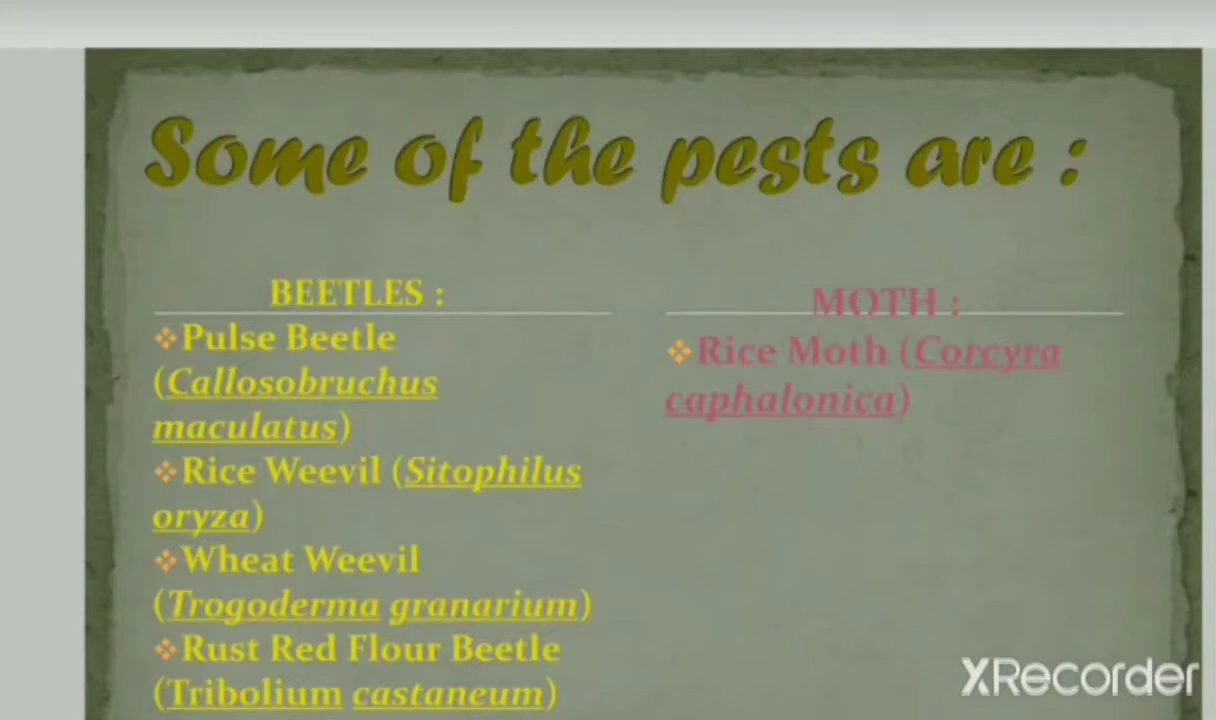 Some of the pests are :
BEETLES :
❖Pulse Beetle
(Callosobruchus
maculatus)
❖Rice Weevil (Sitophilus
oryza)
❖Wheat Weevil
(Trogoderma granarium)
❖Rust Red Flour Beetle
(Tribolium castaneum)
MOTH :
❖Rice Moth (Corcyra
caphalonica)
XRecorder